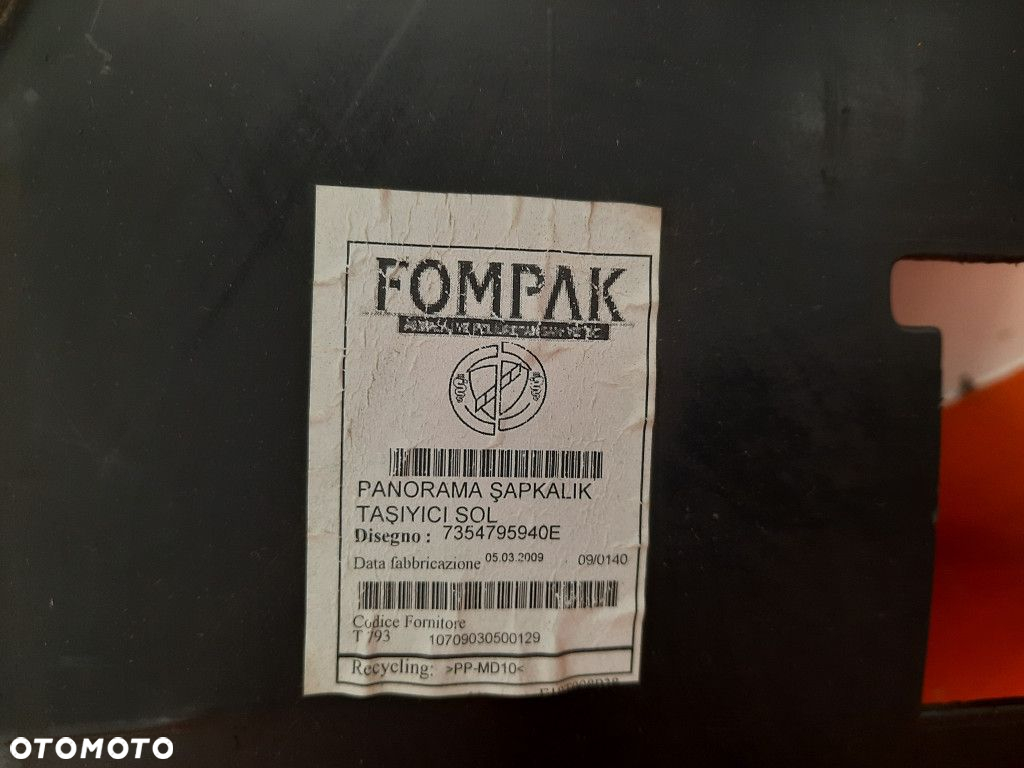 FOMPAK
PANORAMA ŞAPKALIK
TAŞIYICI SOL
Disegno : 7354795940E
Data fabbricazione 05.03.2009 09/0140
Codice Fornitore
T 793 10709030500129
Recycling: >PP-MD10<
OTOMOTO